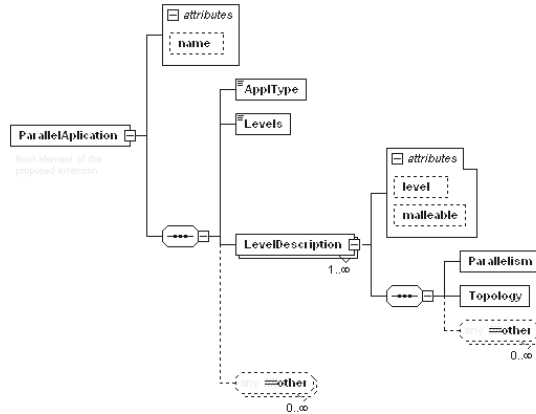 attributes
name
ApplType
Levels
ParallelAplication
Root element of the
proposed extension
attributes
level
malleable
LevelDescription
1..∞
Parallelism
Topology
any ##other
0..∞
any ##other
0..∞